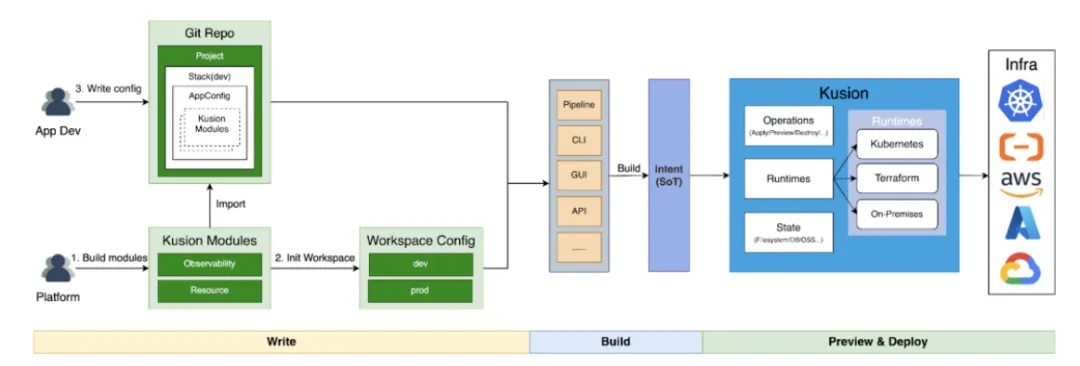 Git Repo
Project
Stack(dev)
AppConfig
Kusion
Modules
3. Write config
App Dev
Import
Kusion Modules
Observability
Resource
1. Build modules
Platform
2. Init Workspace
Workspace Config
dev
prod
Pipeline
CLI
GUI
API
......
Build
Intent
(SoT)
Kusion
Operations
(Apply/Preview/Destroy/...)
Runtimes
State
(Filesystem/DB/OSS...)
Runtimes
Kubernetes
Terraform
On-Premises
Infra
aws
Write
Build
Preview & Deploy